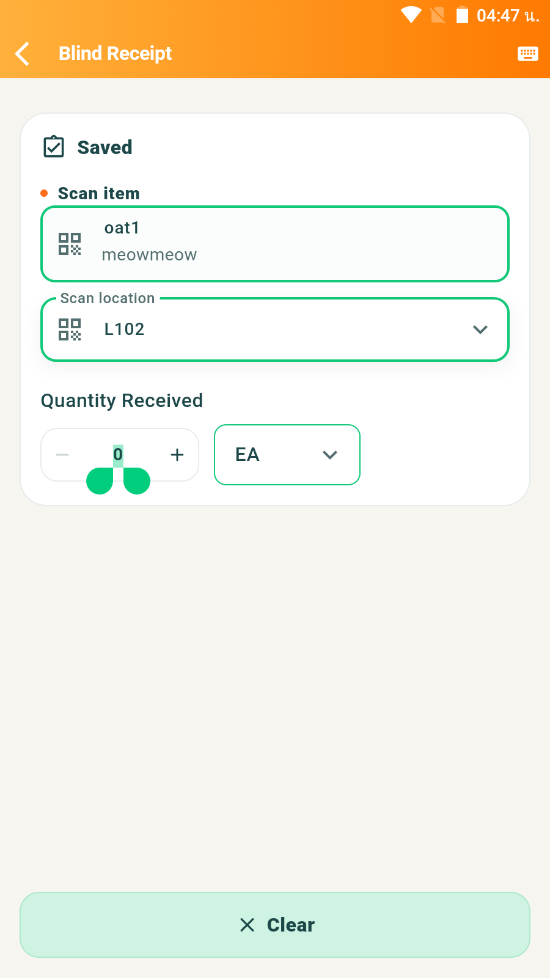 04:47 น.
Blind Receipt
Saved
Scan item
oat1
meowmeow
Scan location
L102
Quantity Received
0
EA
Clear